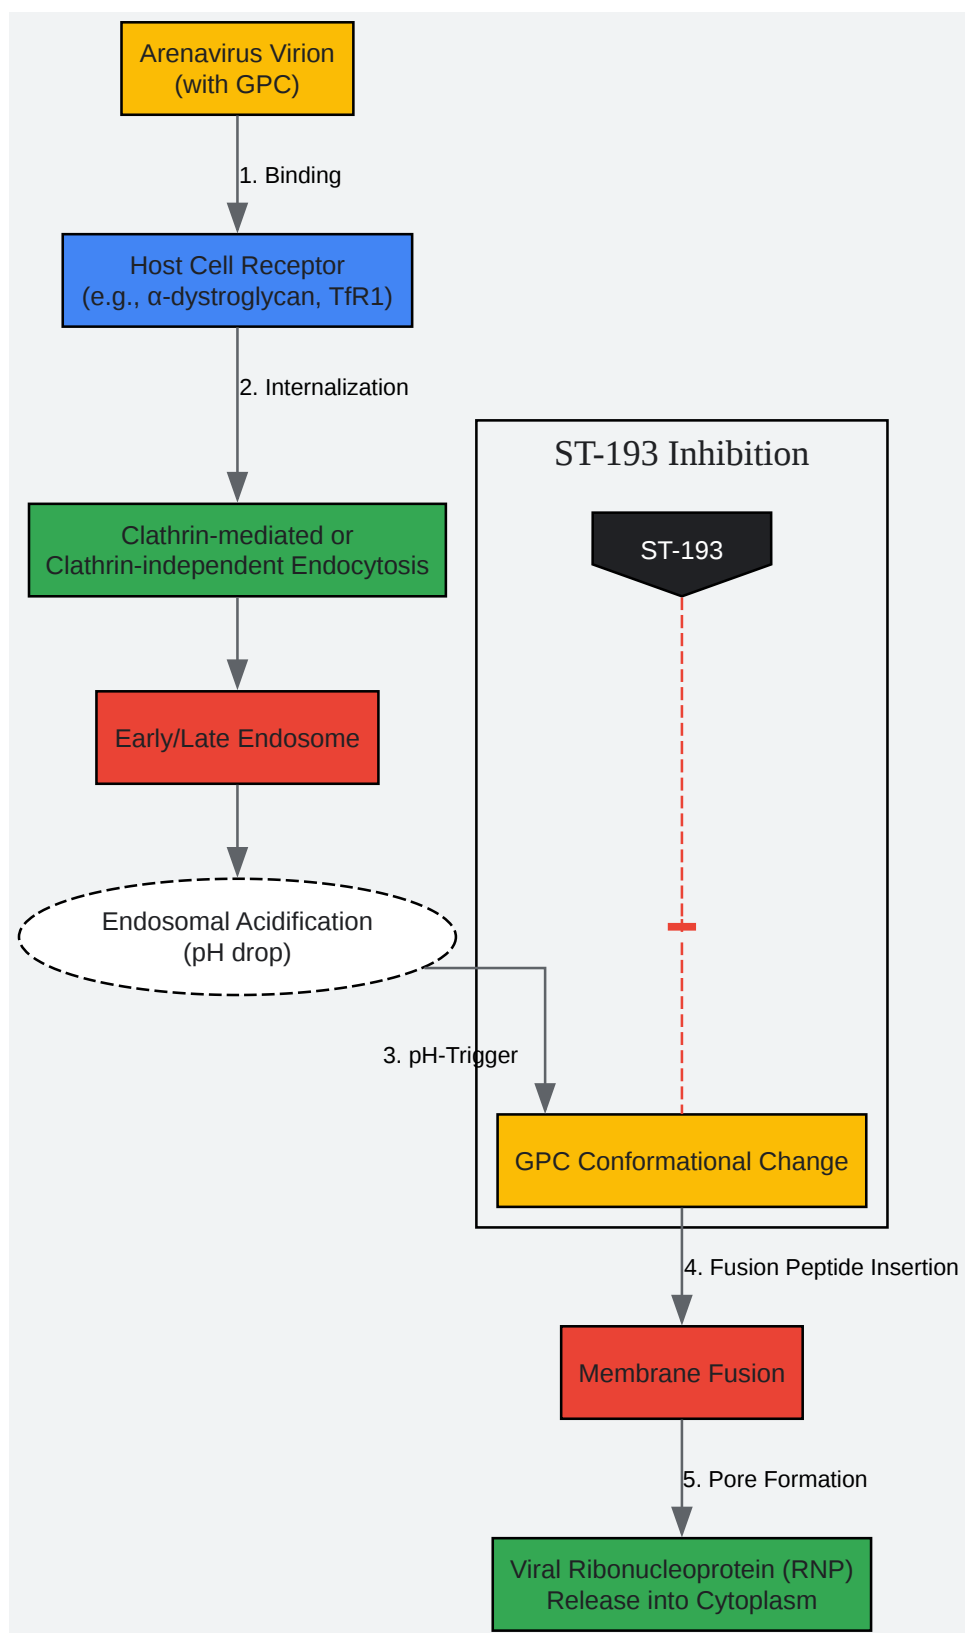 Arenavirus Virion
(with GPC)
1. Binding
Host Cell Receptor
(e.g., α-dystroglycan, TfR1)
2. Internalization
Clathrin-mediated or
Clathrin-independent Endocytosis
Early/Late Endosome
Endosomal Acidification
(pH drop)
ST-193 Inhibition
ST-193
3. pH-Trigger
GPC Conformational Change
4. Fusion Peptide Insertion
Membrane Fusion
5. Pore Formation
Viral Ribonucleoprotein (RNP)
Release into Cytoplasm